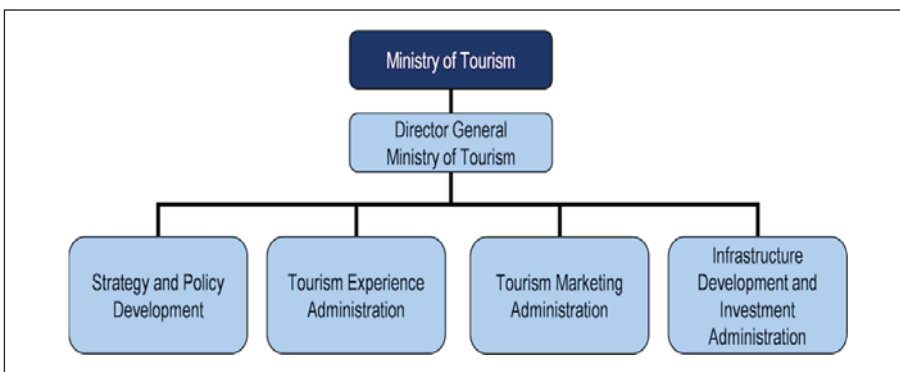 Ministry of Tourism
Director General
Ministry of Tourism
Strategy and Policy
Development
Tourism Experience
Administration
Tourism Marketing
Administration
Infrastructure
Development and
Investment
Administration